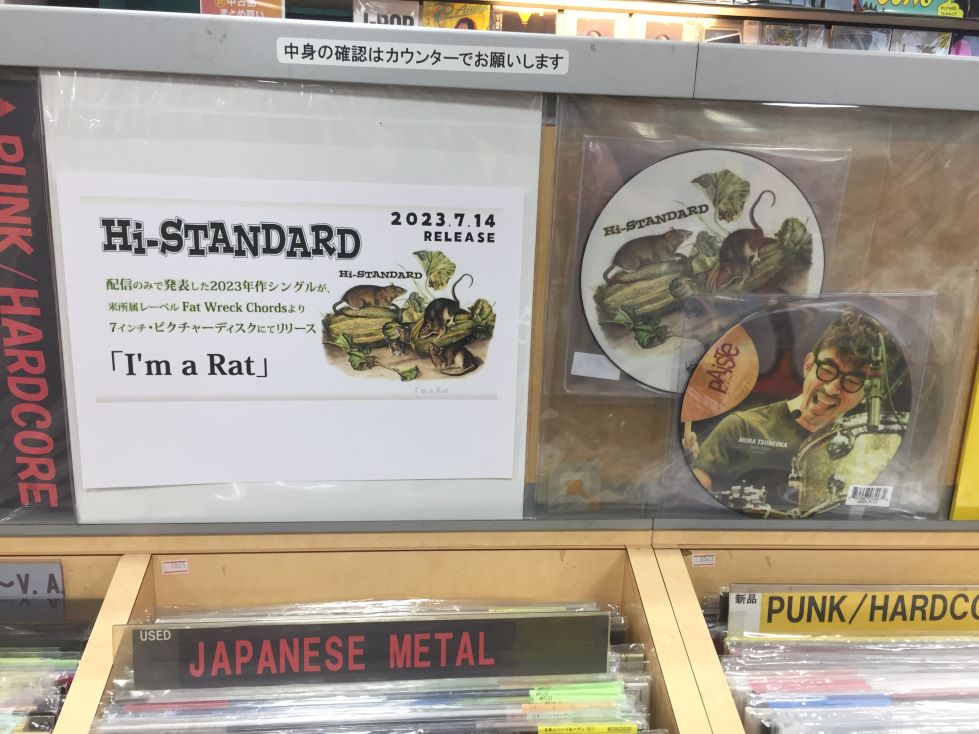 J-POP
中身の確認はカウンターでお願いします
PUNK/HARDCORE
Hi-STANDARD
2023.7.14
RELEASE
配信のみで発表した2023年作シングルが、
米所属レーベル Fat Wreck Chordsより
7インチ・ピクチャーディスクにてリリース
「I'm a Rat」
Hi-STANDARD
I'm a Rat
Hi-STANDARD
PAiSTe
AKIRA TSUNEOKA
~V.A.
USED
JAPANESE METAL
新品
PUNK/HARDCO